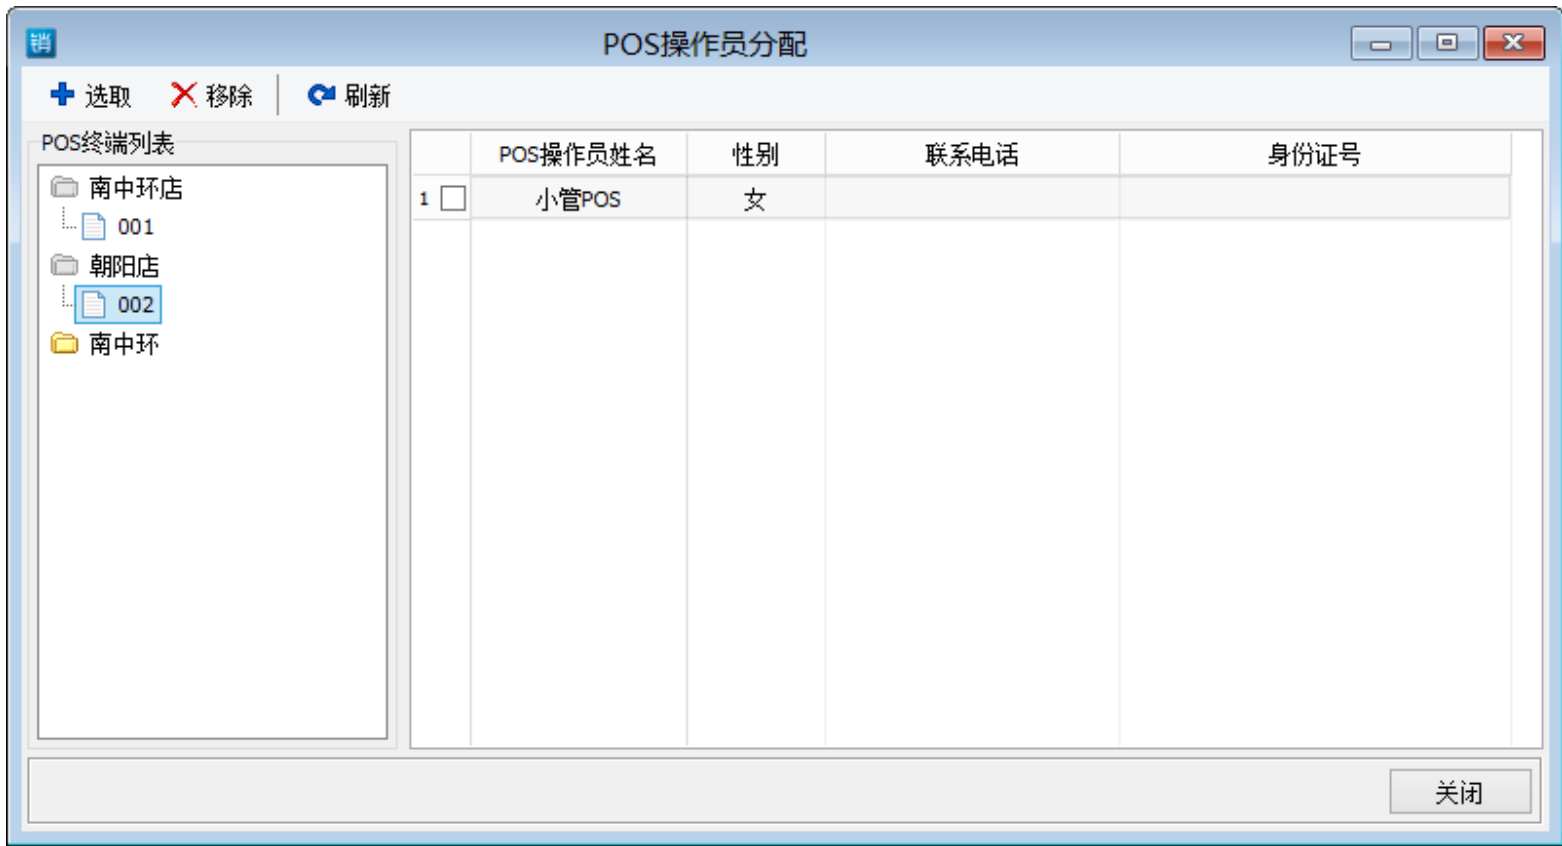 销 POS操作员分配
选取 移除 刷新
POS终端列表
南中环店
001
朝阳店
002
南中环
POS操作员姓名 性别 联系电话 身份证号
1 小管POS 女
关闭